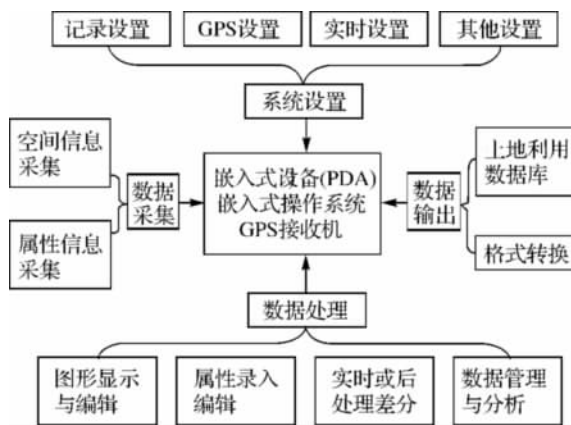 记录设置
GPS设置
实时设置
其他设置
系统设置
空间信息
采集
属性信息
采集
数据
采集
嵌入式设备(PDA)
嵌入式操作系统
GPS接收机
数据
输出
上地利用
数据库
格式转换
数据处理
图形显示
与编辑
属性录入
编辑
实时或后
处理差分
数据管理
与分析